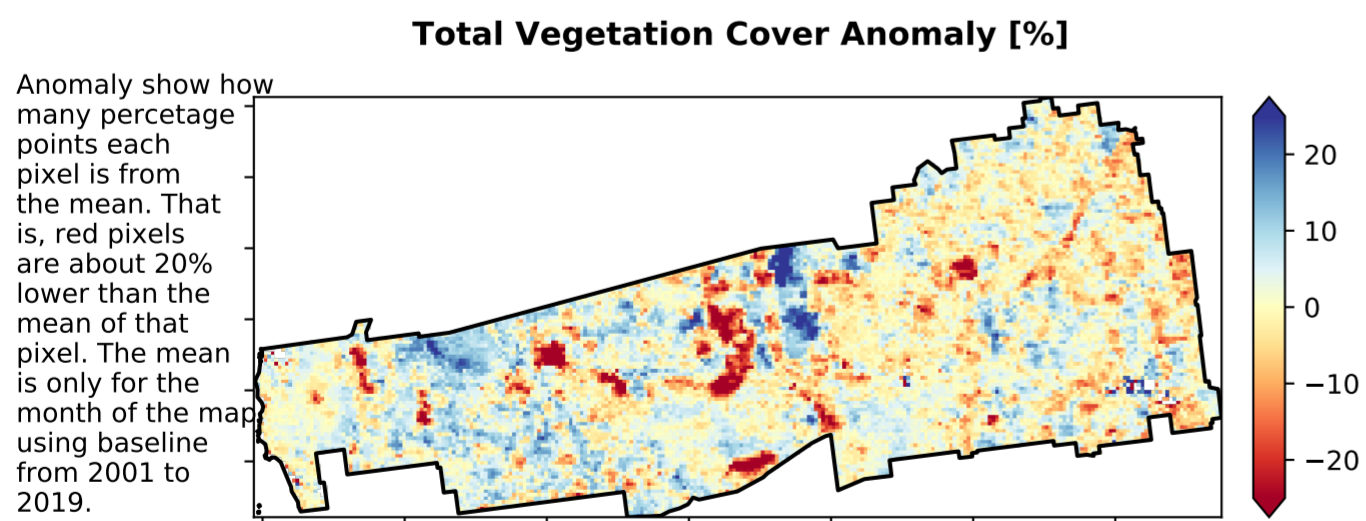 Total Vegetation Cover Anomaly [%]
Anomaly show how
many percetage
points each
pixel is from
the mean. That
is, red pixels
are about 20%
lower than the
mean of that
pixel. The mean
is only for the
month of the map
using baseline
from 2001 to
2019.
20
10
0
−10
−20